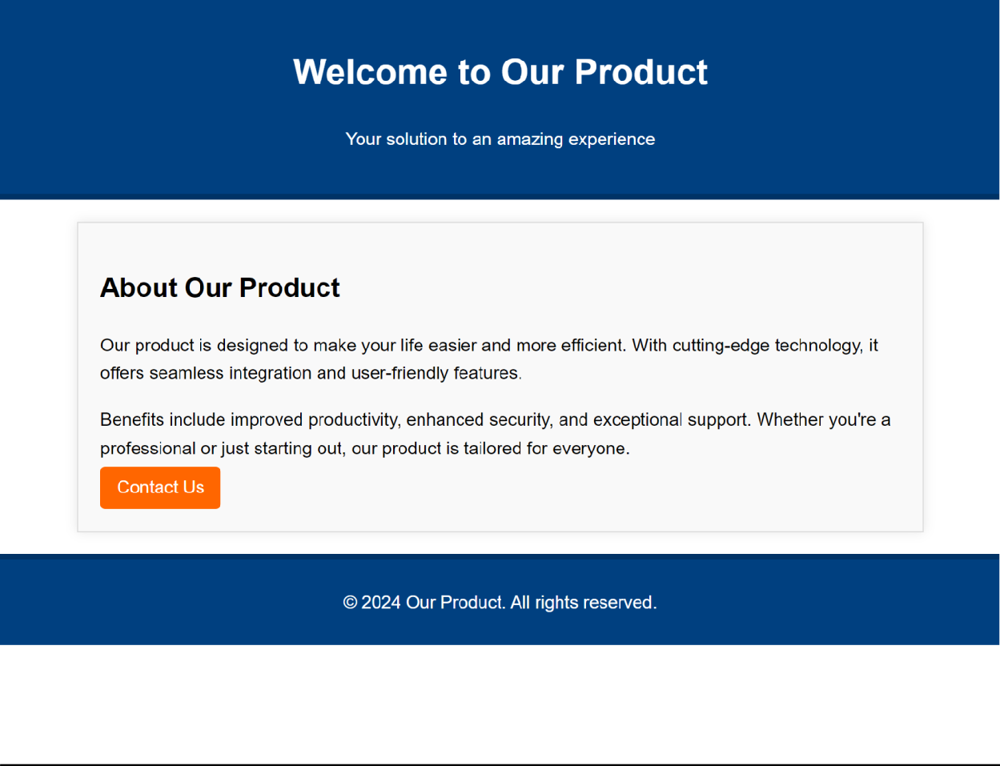 Welcome to Our Product
Your solution to an amazing experience
About Our Product
Our product is designed to make your life easier and more efficient. With cutting-edge technology, it
offers seamless integration and user-friendly features.
Benefits include improved productivity, enhanced security, and exceptional support. Whether you're a
professional or just starting out, our product is tailored for everyone.
Contact Us
© 2024 Our Product. All rights reserved.